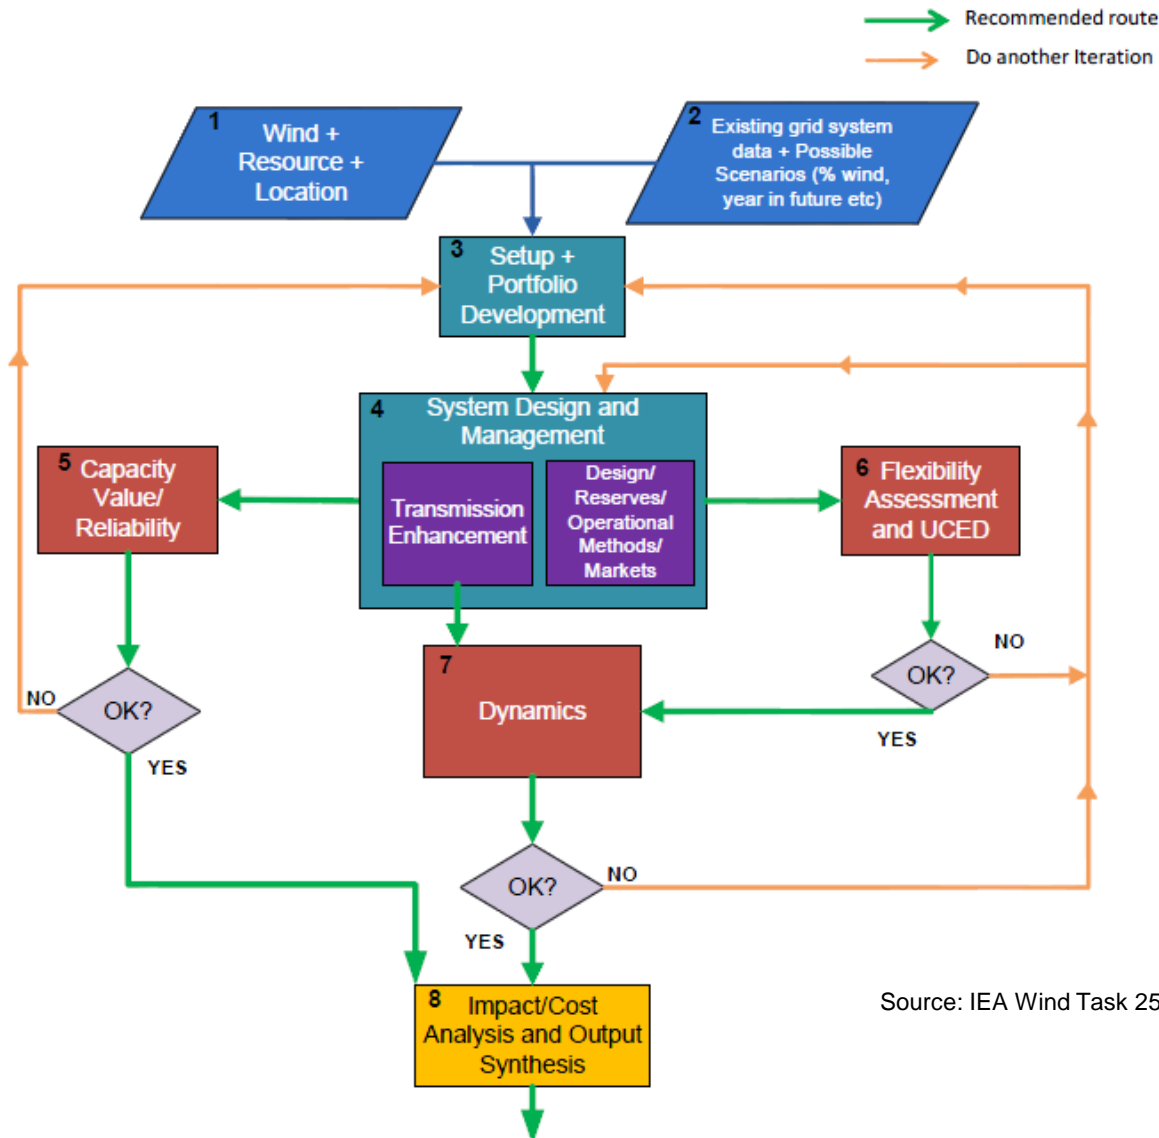 Recommended route
Do another Iteration
1
Wind +
Resource +
Location
2
Existing grid system
data + Possible
Scenarios (% wind,
year in future etc)
3
Setup +
Portfolio
Development
4
System Design and
Management
Transmission
Enhancement
Design/
Reserves/
Operational
Methods/
Markets
5
Capacity
Value/
Reliability
6
Flexibility
Assessment
and UCED
7
Dynamics
OK?
NO
YES
OK?
NO
YES
OK?
NO
YES
8
Impact/Cost
Analysis and Output
Synthesis
Source: IEA Wind Task 25